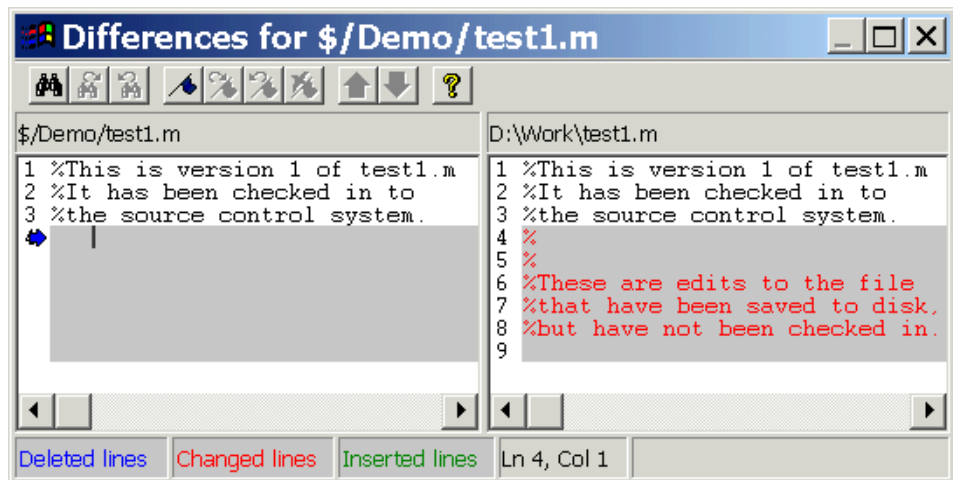 Differences for $/Demo/test1.m
$/Demo/test1.m
1 %This is version 1 of test1.m
2 %It has been checked in to
3 %the source control system.
D:\Work\test1.m
1 %This is version 1 of test1.m
2 %It has been checked in to
3 %the source control system.
4 %
5 %
6 %These are edits to the file
7 %that have been saved to disk,
8 %but have not been checked in.
9
Deleted lines Changed lines Inserted lines Ln 4, Col 1